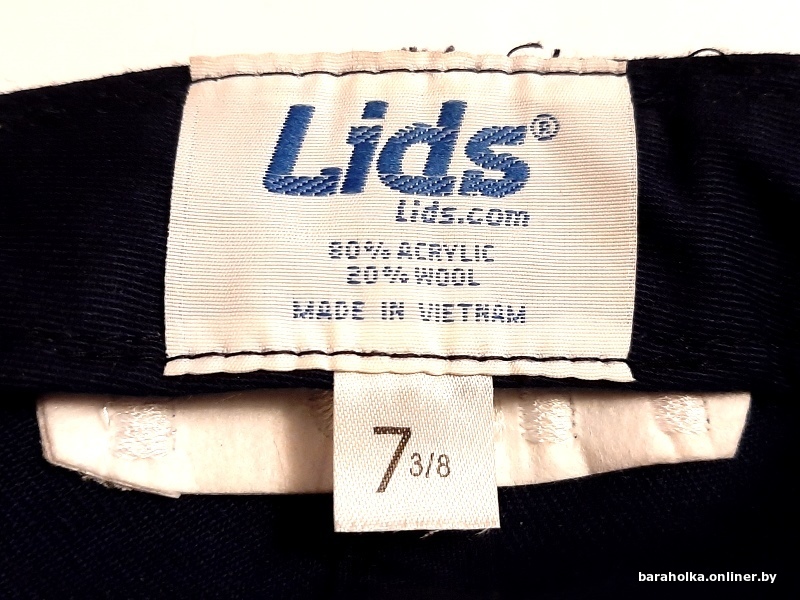 Lids®
Lids.com
80% ACRYLIC
20% WOOL
MADE IN VIETNAM
7 3/8
baraholka.onliner.by